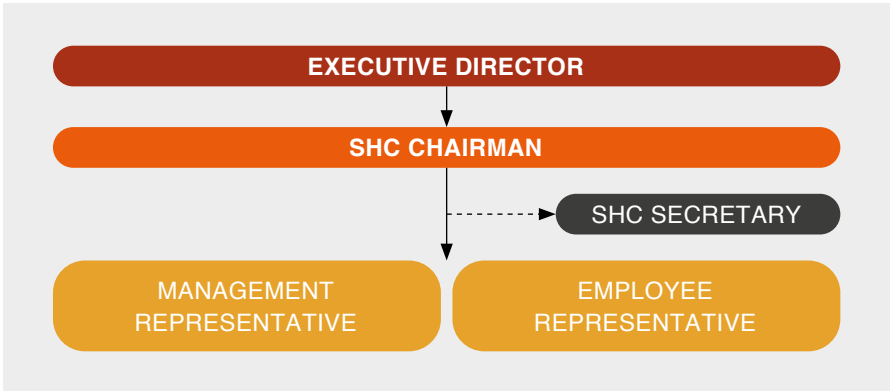 EXECUTIVE DIRECTOR
SHC CHAIRMAN
SHC SECRETARY
MANAGEMENT
REPRESENTATIVE
EMPLOYEE
REPRESENTATIVE